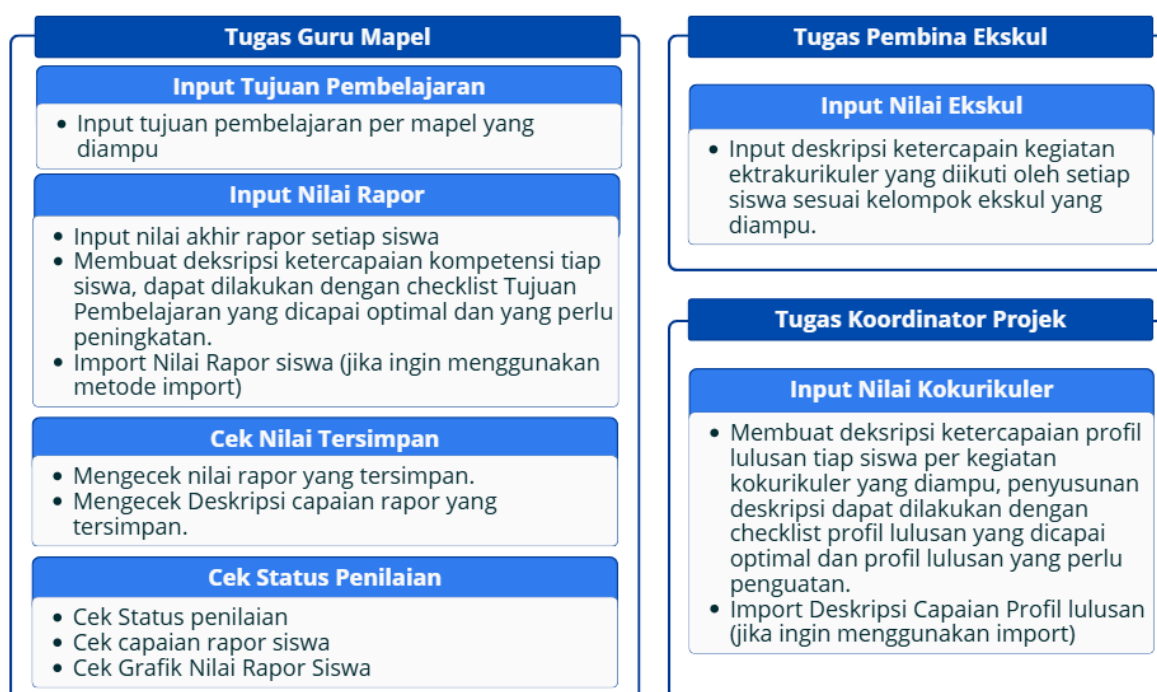 Tugas Guru Mapel
Input Tujuan Pembelajaran
• Input tujuan pembelajaran per mapel yang
diampu
Input Nilai Rapor
• Input nilai akhir rapor setiap siswa
• Membuat deksripsi ketercapaian kompetensi tiap
siswa, dapat dilakukan dengan checklist Tujuan
Pembelajaran yang dicapai optimal dan yang perlu
peningkatan.
• Import Nilai Rapor siswa (jika ingin menggunakan
metode import)
Cek Nilai Tersimpan
• Mengecek nilai rapor yang tersimpan.
• Mengecek Deskripsi capaian rapor yang
tersimpan.
Cek Status Penilaian
• Cek Status penilaian
• Cek capaian rapor siswa
• Cek Grafik Nilai Rapor Siswa
Tugas Pembina Ekskul
Input Nilai Ekskul
• Input deskripsi ketercapain kegiatan
ektrakurikuler yang diikuti oleh setiap
siswa sesuai kelompok ekskul yang
diampu.
Tugas Koordinator Projek
Input Nilai Kokurikuler
• Membuat deksripsi ketercapaian profil
lulusan tiap siswa per kegiatan
kokurikuler yang diampu, penyusunan
deskripsi dapat dilakukan dengan
checklist profil lulusan yang dicapai
optimal dan profil lulusan yang perlu
penguatan.
• Import Deskripsi Capaian Profil lulusan
(jika ingin menggunakan import)